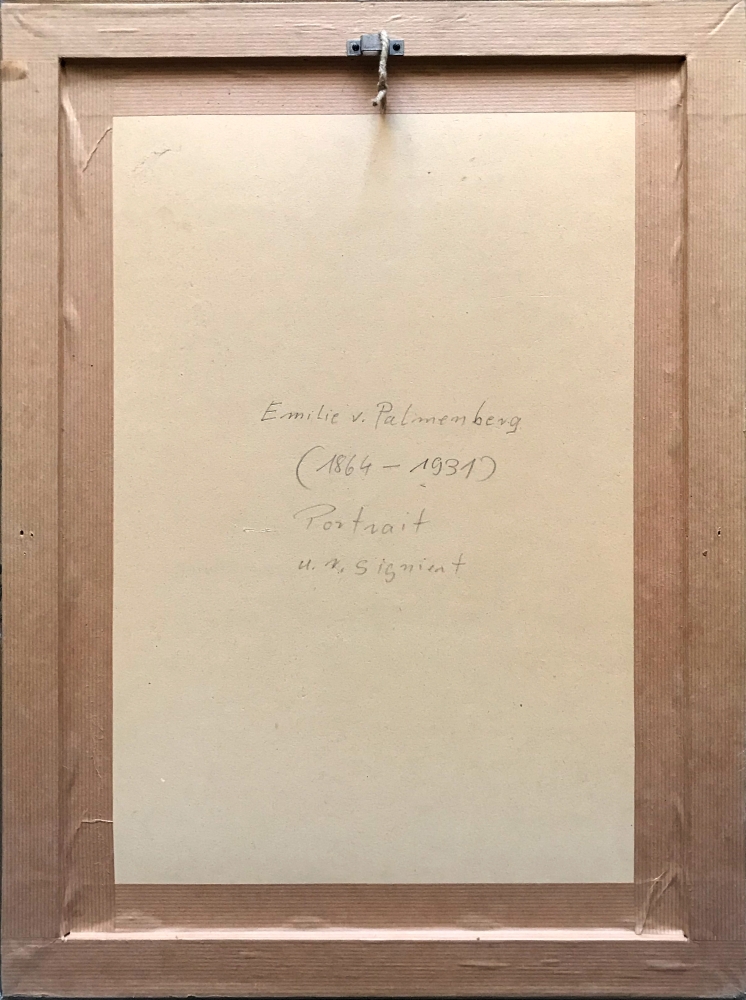 Emilie v. Palmenberg
(1864 – 1931)
Portrait
u. r. signiert